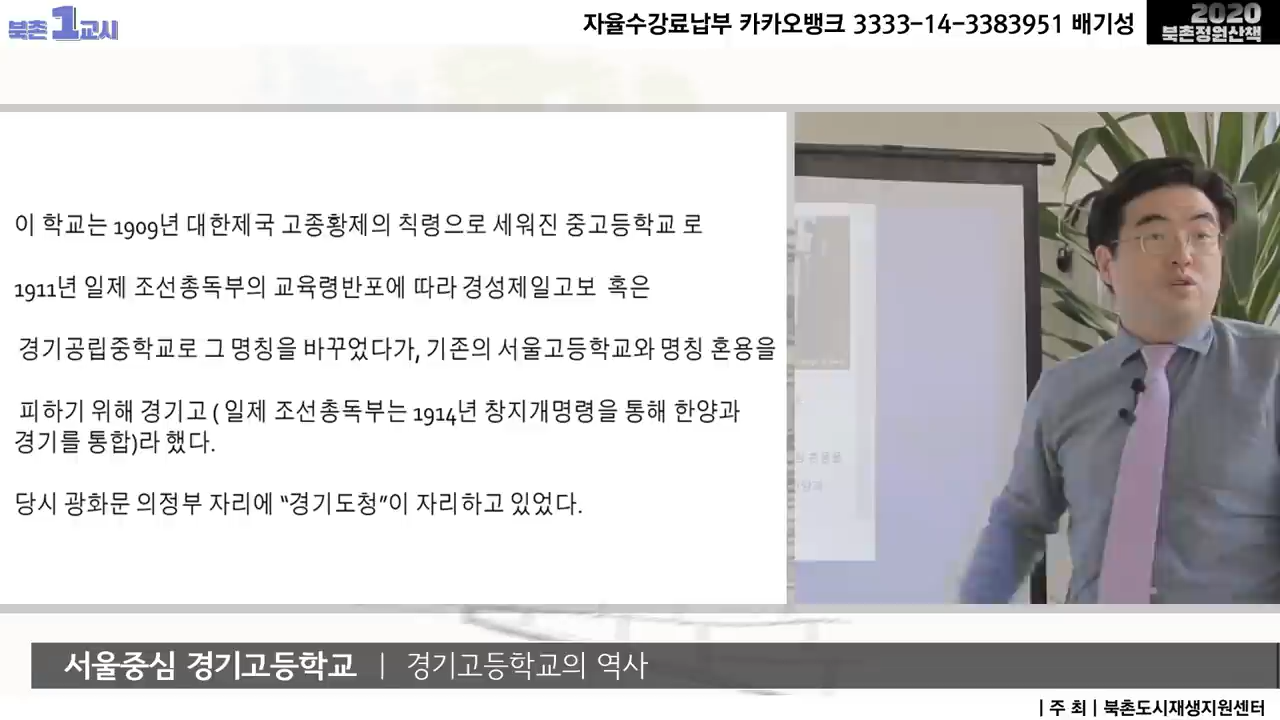 북촌1교시
자율수강료납부 카카오뱅크 3333-14-3383951 배기성
2020
북촌정원산책
이 학교는 1909년 대한제국 고종황제의 칙령으로 세워진 중고등학교 로
1911년 일제 조선총독부의 교육령반포에 따라 경성제일고보 혹은
경기공립중학교로 그 명칭을 바꾸었다가, 기존의 서울고등학교와 명칭 혼용을
피하기 위해 경기고 ( 일제 조선총독부는 1914년 창지개명령을 통해 한양과
경기를 통합)라 했다.
당시 광화문 의정부 자리에 “경기도청”이 자리하고 있었다.
혼용을
서울중심 경기고등학교 | 경기고등학교의 역사
| 주 최 | 북촌도시재생지원센터